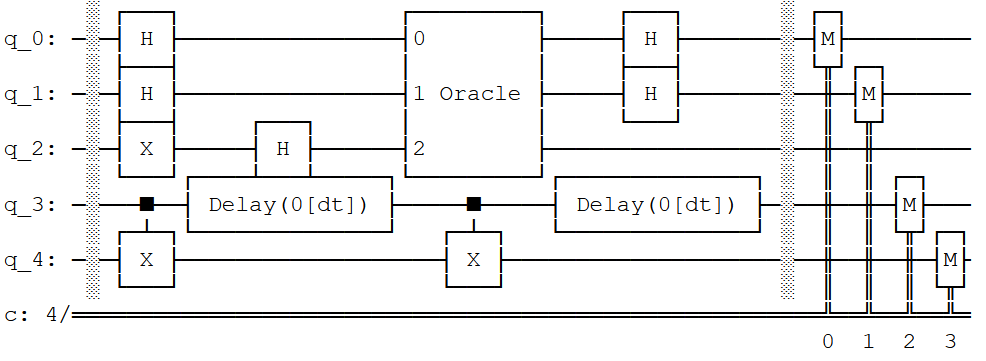 q_0: H 0 H M
q_1: H 1 Oracle H M
q_2: X H 2
q_3: Delay(0[dt]) Delay(0[dt]) M
q_4: X X M
c: 4/
0 1 2 3